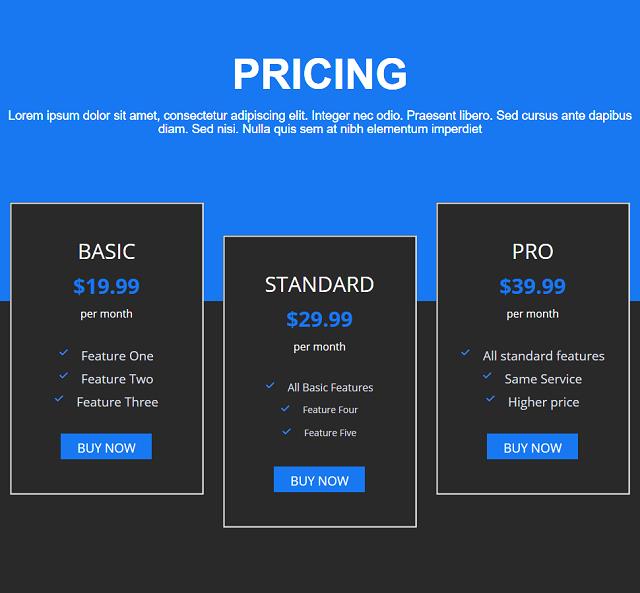 PRICING
Lorem ipsum dolor sit amet, consectetur adipiscing elit. Integer nec odio. Praesent libero. Sed cursus ante dapibus
diam. Sed nisi. Nulla quis sem at nibh elementum imperdiet
BASIC
$19.99
per month
Feature One
Feature Two
Feature Three
BUY NOW
STANDARD
$29.99
per month
All Basic Features
Feature Four
Feature Five
BUY NOW
PRO
$39.99
per month
All standard features
Same Service
Higher price
BUY NOW